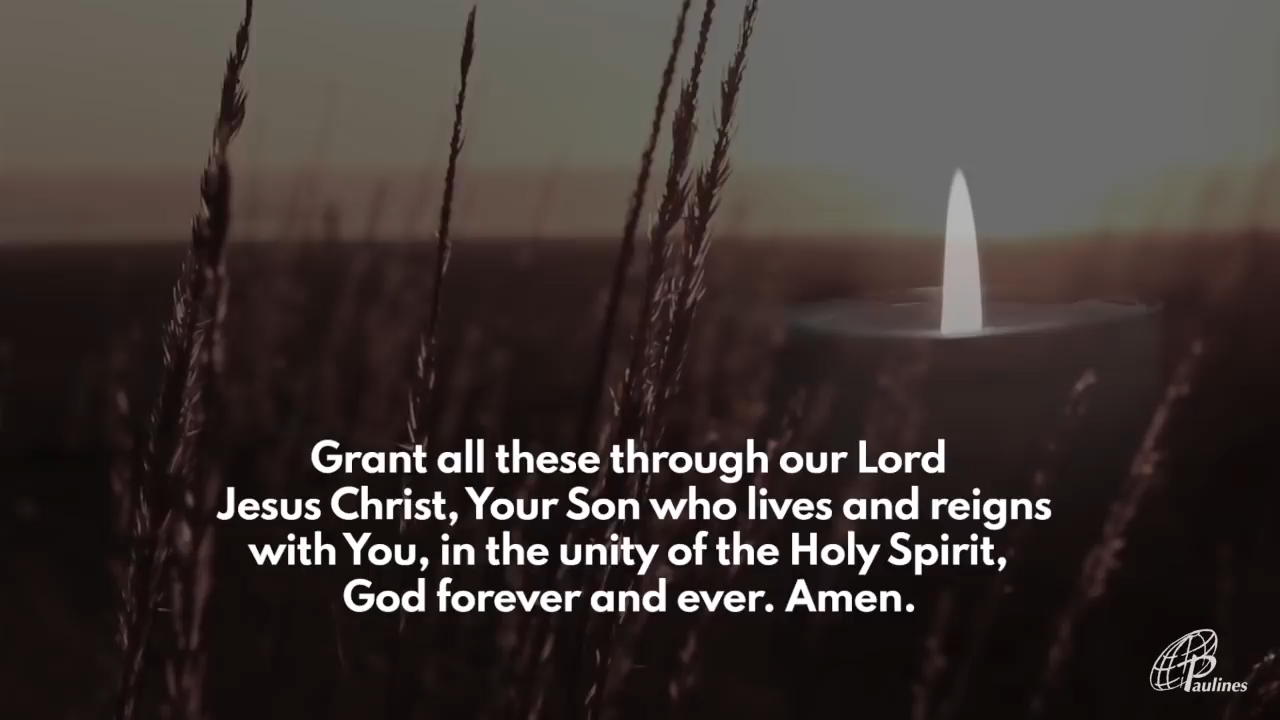 Grant all these through our Lord
Jesus Christ, Your Son who lives and reigns
with You, in the unity of the Holy Spirit,
God forever and ever. Amen.
Paulines